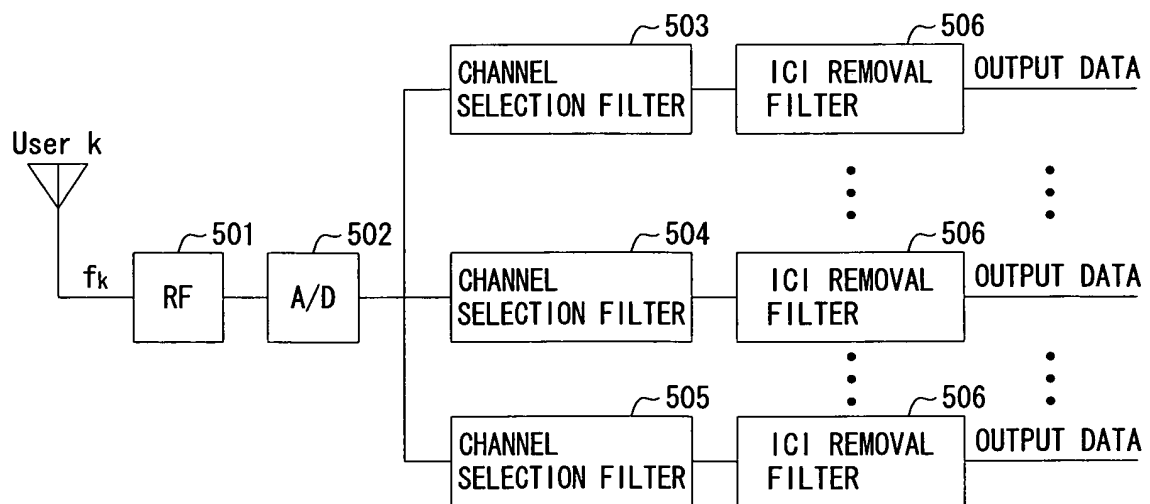 503
506
CHANNEL
SELECTION FILTER
ICI REMOVAL
FILTER
OUTPUT DATA
User k
501
502
504
506
fk
RF
A/D
CHANNEL
SELECTION FILTER
ICI REMOVAL
FILTER
OUTPUT DATA
505
506
CHANNEL
SELECTION FILTER
ICI REMOVAL
FILTER
OUTPUT DATA